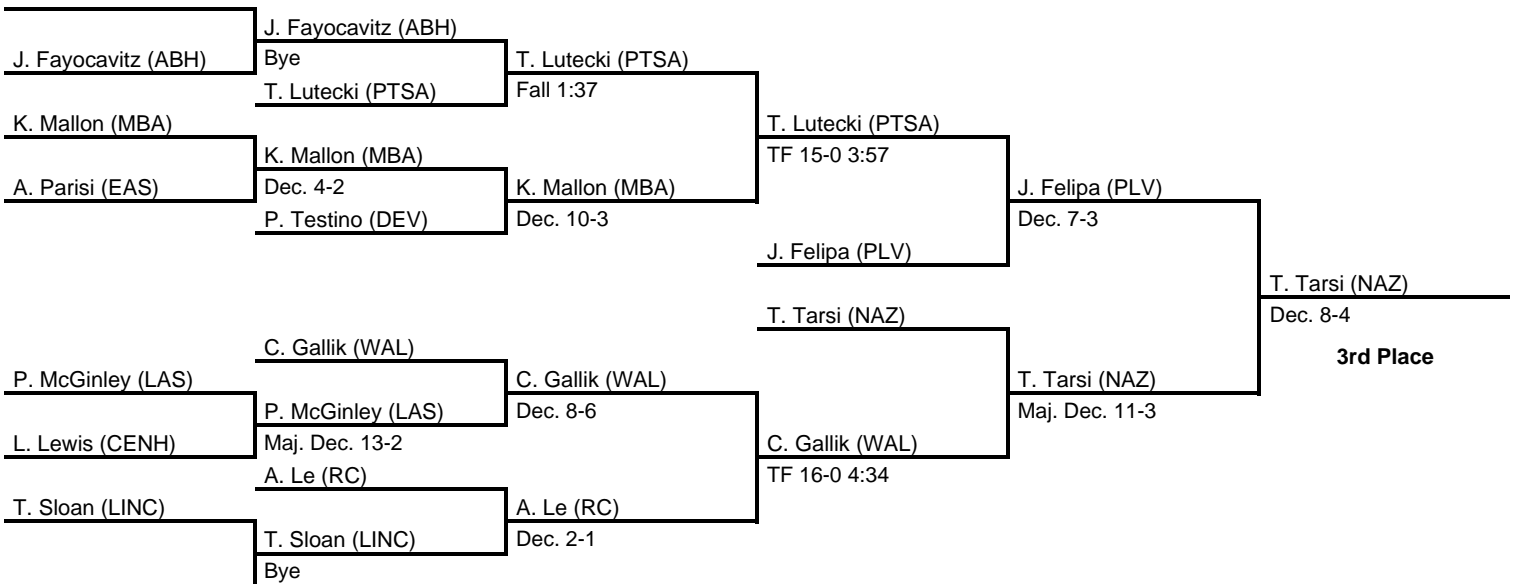 J. Fayocavitz (ABH)
J. Fayocavitz (ABH)
Bye
T. Lutecki (PTSA)
T. Lutecki (PTSA)
Fall 1:37
K. Mallon (MBA)
T. Lutecki (PTSA)
K. Mallon (MBA)
TF 15-0 3:57
A. Parisi (EAS)
Dec. 4-2
K. Mallon (MBA)
J. Felipa (PLV)
P. Testino (DEV)
Dec. 10-3
Dec. 7-3
J. Felipa (PLV)
T. Tarsi (NAZ)
T. Tarsi (NAZ)
Dec. 8-4
C. Gallik (WAL)
3rd Place
P. McGinley (LAS)
C. Gallik (WAL)
T. Tarsi (NAZ)
P. McGinley (LAS)
Dec. 8-6
Maj. Dec. 11-3
L. Lewis (CENH)
Maj. Dec. 13-2
C. Gallik (WAL)
A. Le (RC)
TF 16-0 4:34
T. Sloan (LINC)
A. Le (RC)
T. Sloan (LINC)
Dec. 2-1
Bye